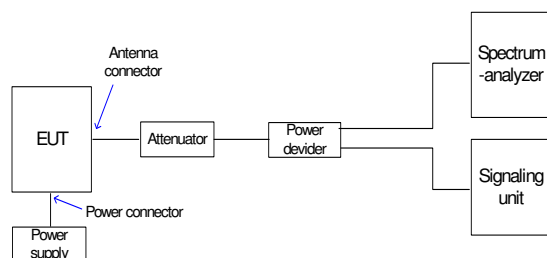 Antenna
connector
EUT
Attenuator
Power
devider
Spectrum
-analyzer
Signaling
unit
Power connector
Power
supply